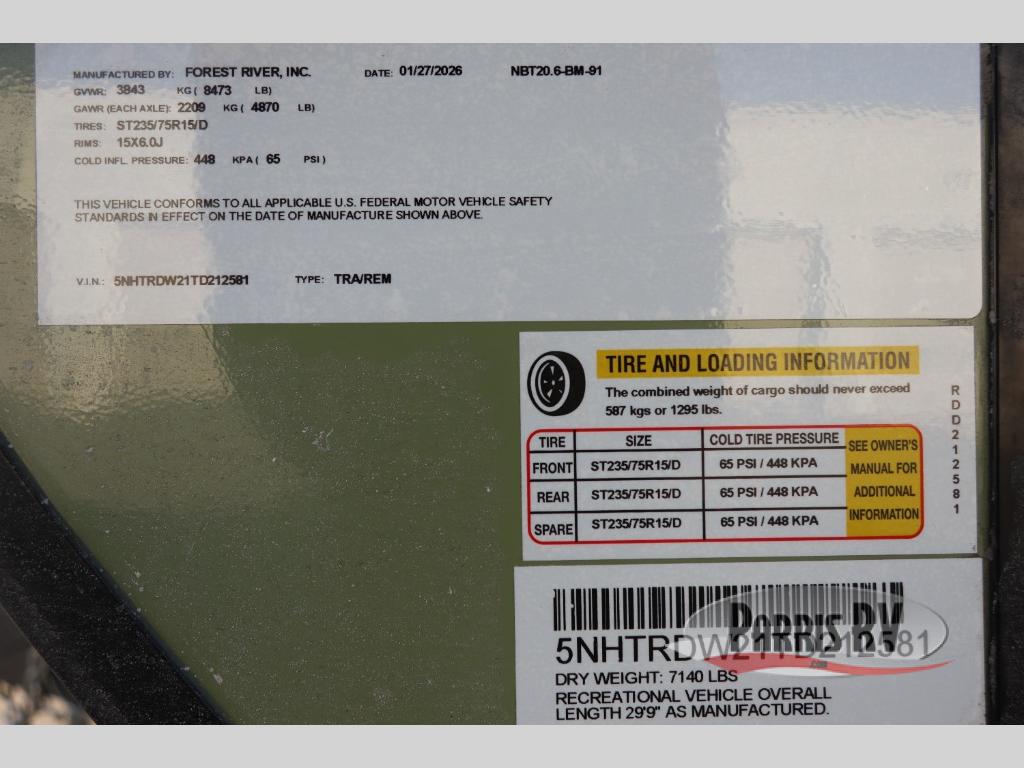 MANUFACTURED BY: FOREST RIVER, INC. DATE: 01/27/2026 NBT20.6-BM-91
GVWR: 3843 KG ( 8473 LB)
GAWR (EACH AXLE): 2209 KG ( 4870 LB)
TIRES: ST235/75R15/D
RIMS: 15X6.0J
COLD INFL. PRESSURE: 448 KPA ( 65 PSI )
THIS VEHICLE CONFORMS TO ALL APPLICABLE U.S. FEDERAL MOTOR VEHICLE SAFETY
STANDARDS IN EFFECT ON THE DATE OF MANUFACTURE SHOWN ABOVE.
V.I.N.: 5NHTRDW21TD212581 TYPE: TRA/REM
TIRE AND LOADING INFORMATION
The combined weight of cargo should never exceed
587 kgs or 1295 lbs.
TIRE SIZE COLD TIRE PRESSURE
FRONT ST235/75R15/D 65 PSI / 448 KPA
REAR ST235/75R15/D 65 PSI / 448 KPA
SPARE ST235/75R15/D 65 PSI / 448 KPA
SEE OWNER'S
MANUAL FOR
ADDITIONAL
INFORMATION
RDD212581
5NHTRDW21TD212581
PARRIS RV
.com
DRY WEIGHT: 7140 LBS
RECREATIONAL VEHICLE OVERALL
LENGTH 29'9" AS MANUFACTURED.